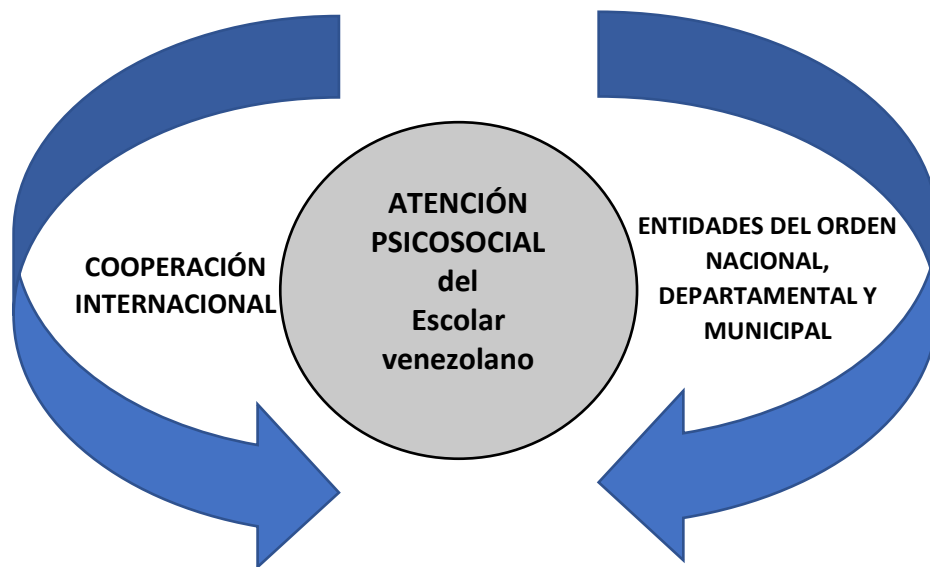 COOPERACIÓN
INTERNACIONAL
ATENCIÓN
PSICOSOCIAL
del
Escolar
venezolano
ENTIDADES DEL ORDEN
NACIONAL,
DEPARTAMENTAL Y
MUNICIPAL